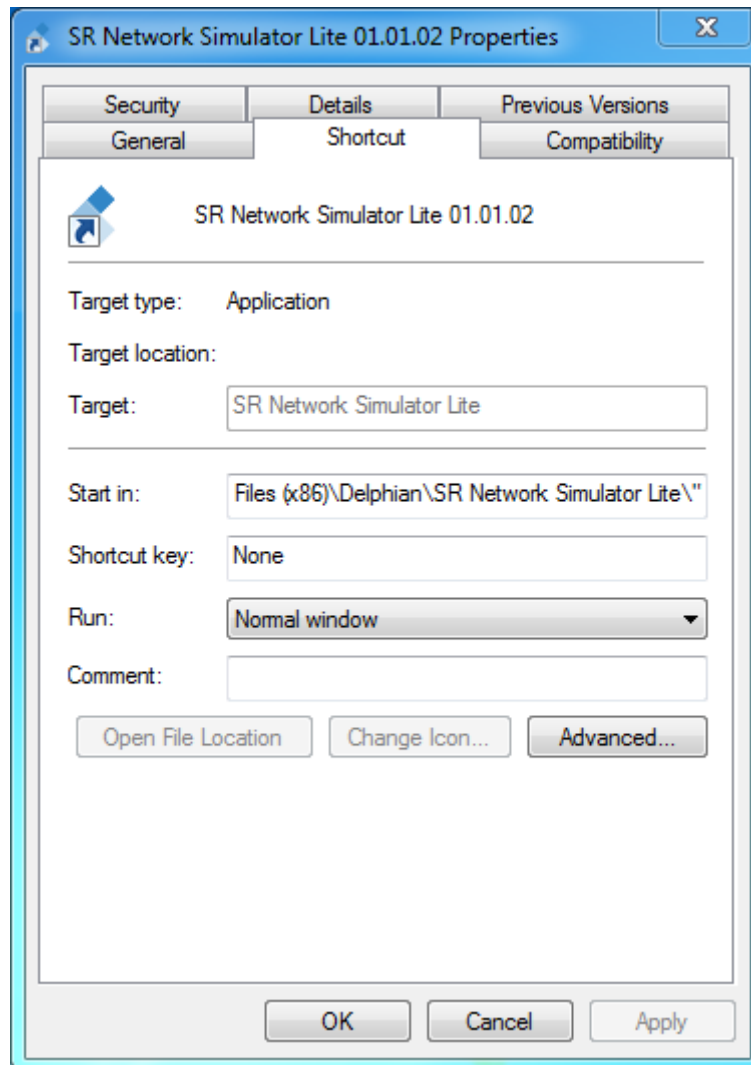 SR Network Simulator Lite 01.01.02 Properties
Security Details Previous Versions
General Shortcut Compatibility
SR Network Simulator Lite 01.01.02
Target type: Application
Target location:
Target: SR Network Simulator Lite
Start in: Files (x86)\Delphian\SR Network Simulator Lite\"
Shortcut key: None
Run: Normal window
Comment:
Open File Location Change Icon... Advanced...
OK Cancel Apply